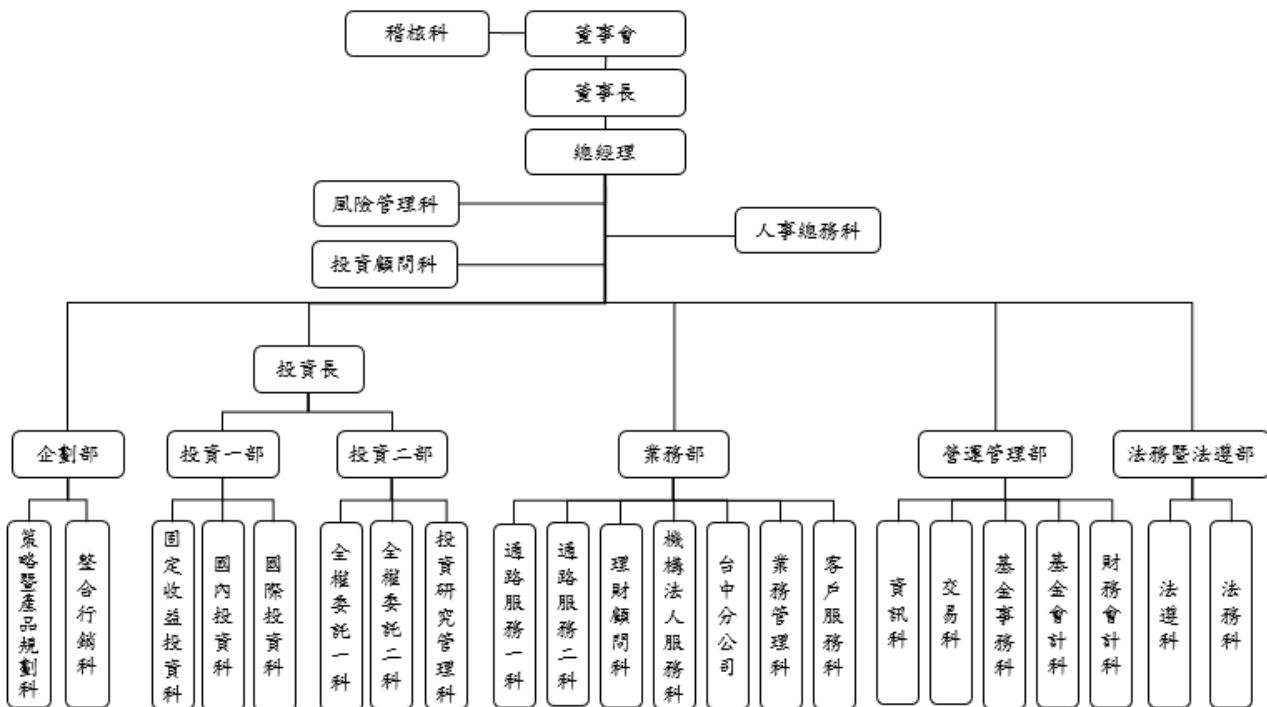 稽核科
董事會
董事長
總經理
風險管理科
人事總務科
投資顧問科
投資長
企劃部
投資一部
投資二部
業務部
營運管理部
法務暨法遵部
策略暨產品規劃科
整合行銷科
固定收益投資科
國內投資科
國際投資科
全權委託一科
全權委託二科
投資研究管理科
通路服務一科
通路服務二科
理財顧問科
機構法人服務科
台中分公司
業務管理科
客戶服務科
資訊科
交易科
基金事務科
基金會計科
財務會計科
法遵科
法務科